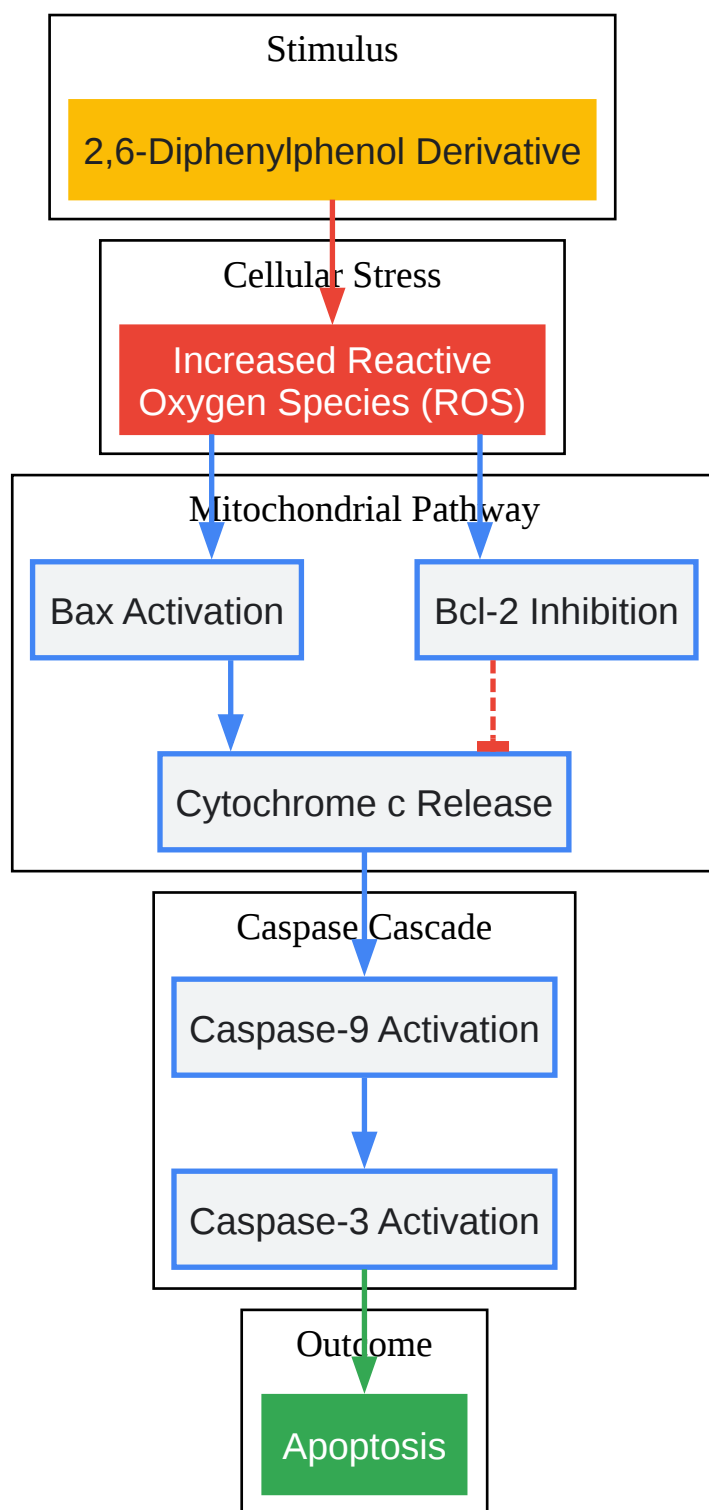 Stimulus
2,6-Diphenylphenol Derivative
Cellular Stress
Increased Reactive
Oxygen Species (ROS)
Mitochondrial Pathway
Bax Activation
Bcl-2 Inhibition
Cytochrome c Release
Caspase Cascade
Caspase-9 Activation
Caspase-3 Activation
Outcome
Apoptosis